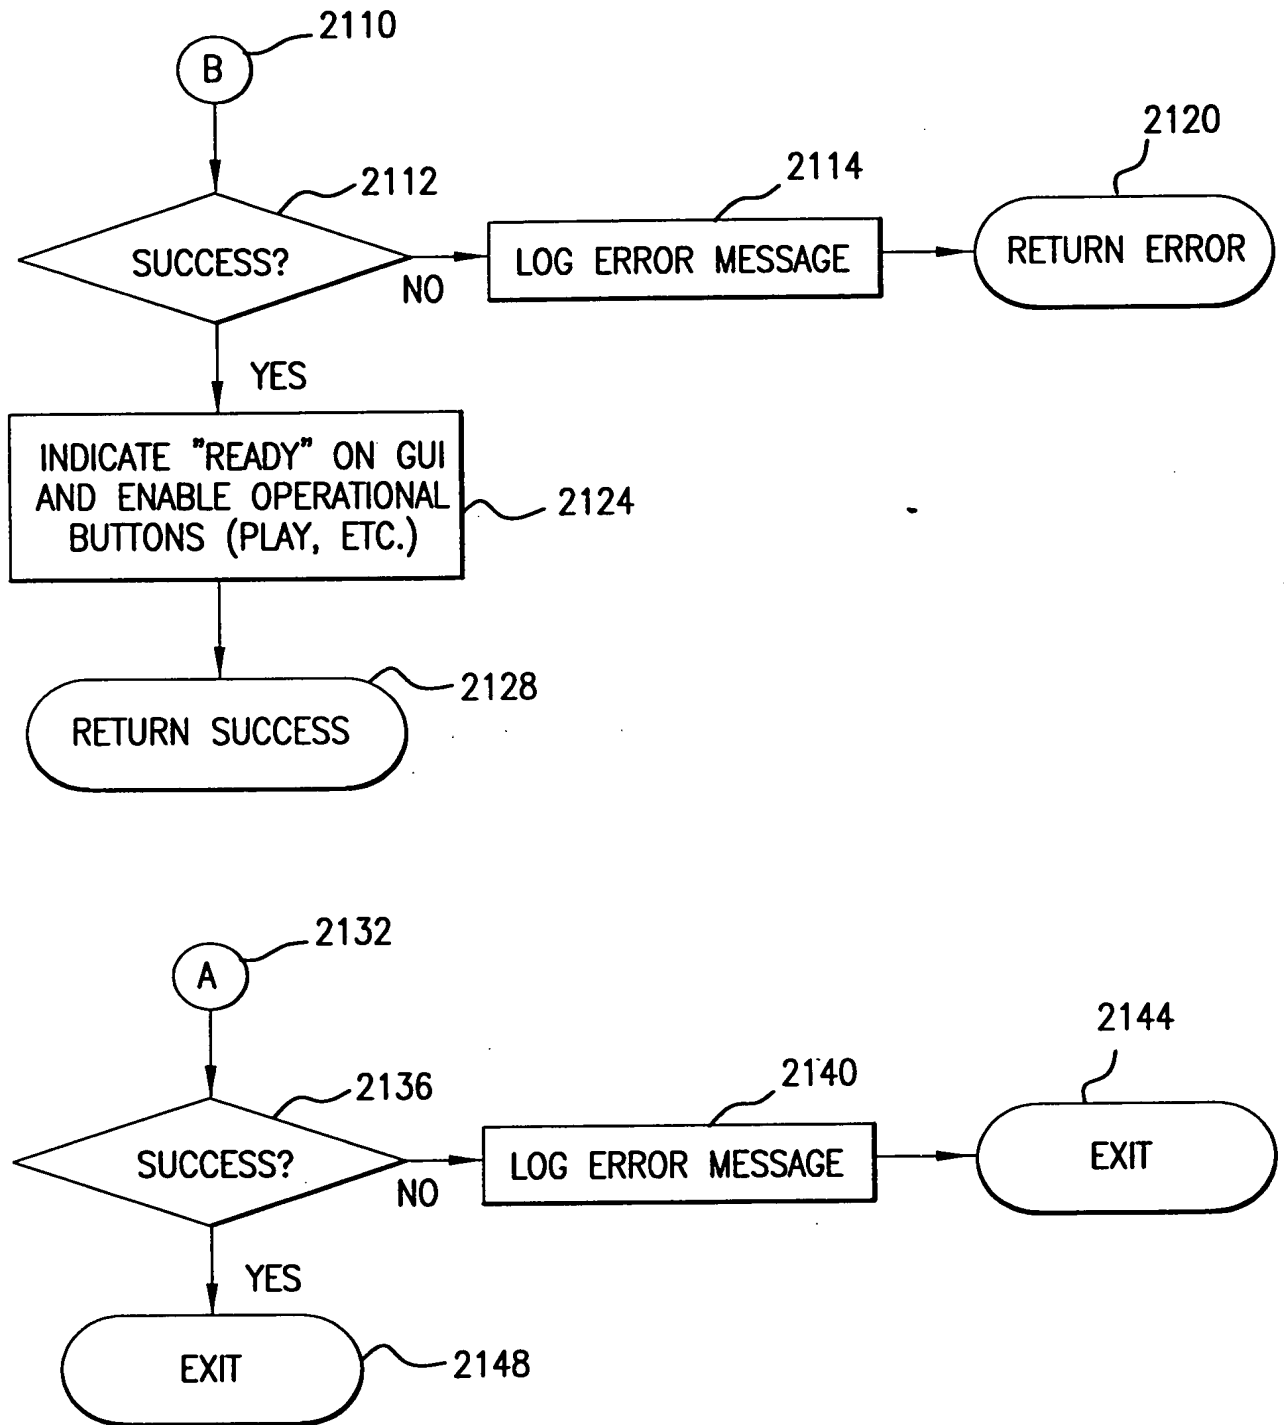 2110
B
2120
2112
2114
SUCCESS?
LOG ERROR MESSAGE
RETURN ERROR
NO
YES
INDICATE "READY" ON GUI
AND ENABLE OPERATIONAL
BUTTONS (PLAY, ETC.)
2124
2128
RETURN SUCCESS
2132
A
2144
2136
2140
SUCCESS?
LOG ERROR MESSAGE
EXIT
NO
YES
EXIT
2148